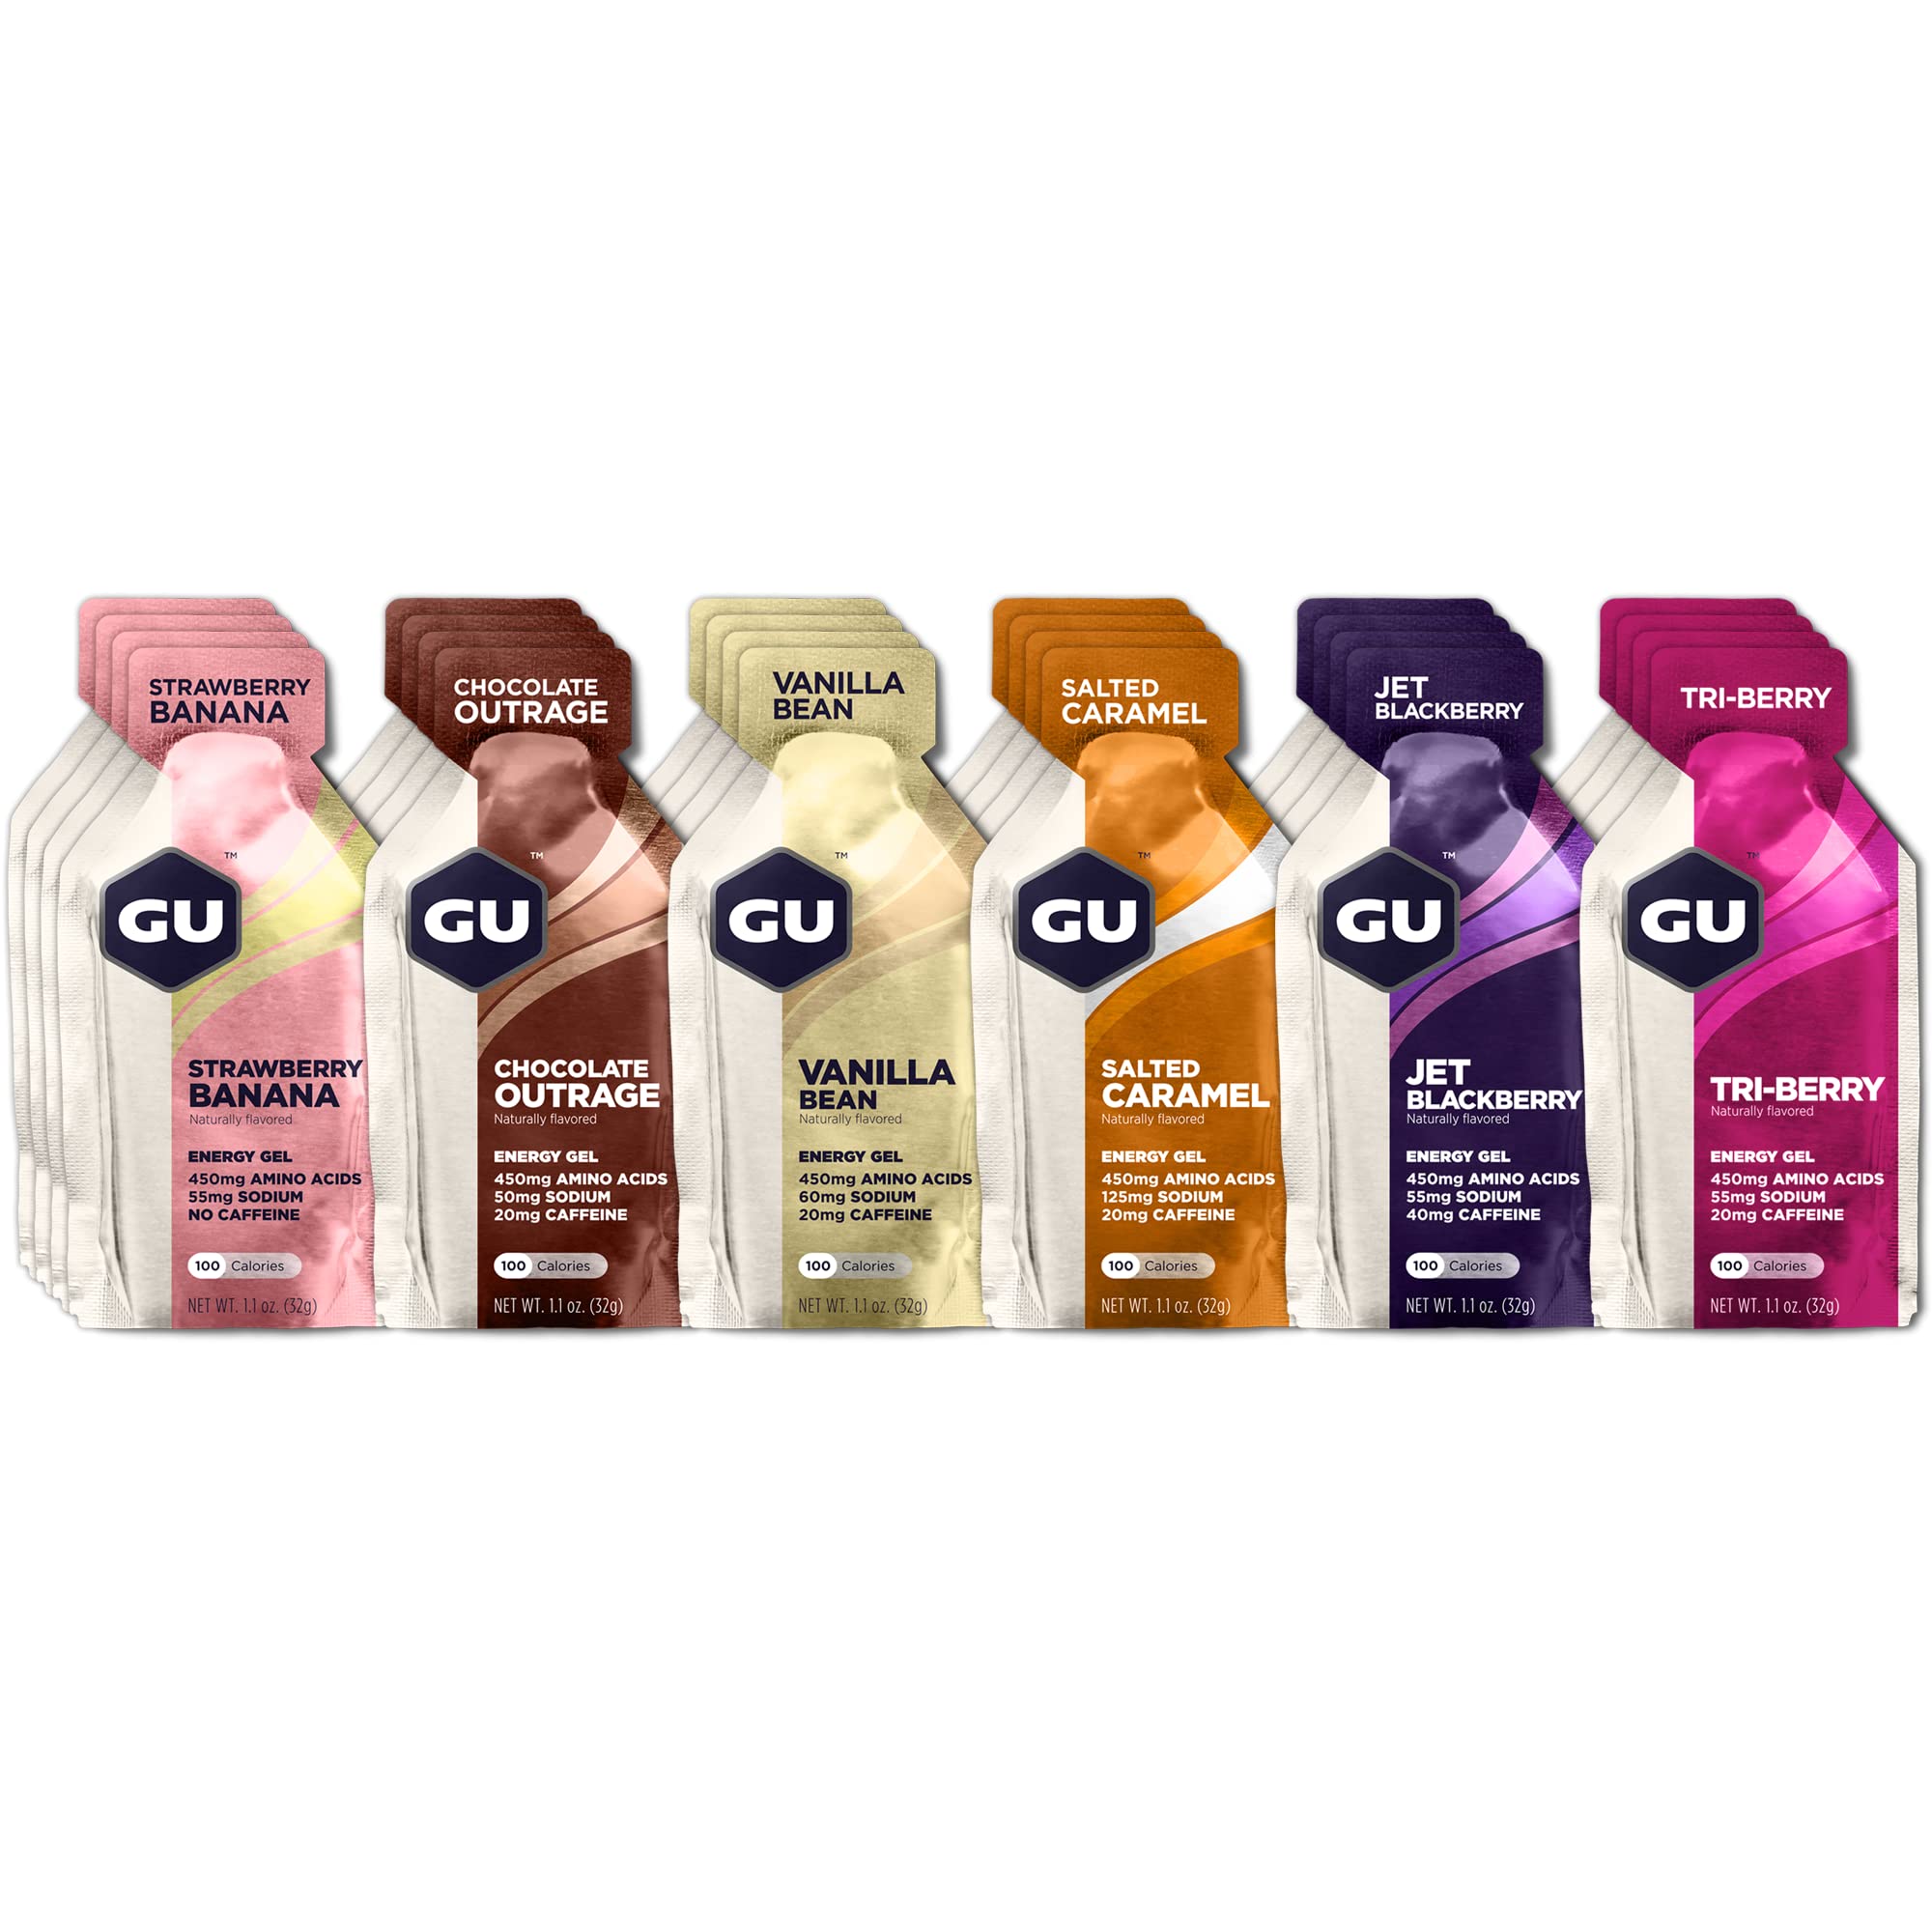 STRAWBERRY
BANANA
GU
™
STRAWBERRY
BANANA
Naturally flavored
ENERGY GEL
450mg AMINO ACIDS
55mg SODIUM
NO CAFFEINE
100 Calories
NET WT. 1.1 oz. (32g)
CHOCOLATE
OUTRAGE
GU
™
CHOCOLATE
OUTRAGE
Naturally flavored
ENERGY GEL
450mg AMINO ACIDS
50mg SODIUM
20mg CAFFEINE
100 Calories
NET WT. 1.1 oz. (32g)
VANILLA
BEAN
GU
™
VANILLA
BEAN
Naturally flavored
ENERGY GEL
450mg AMINO ACIDS
60mg SODIUM
20mg CAFFEINE
100 Calories
NET WT. 1.1 oz. (32g)
SALTED
CARAMEL
GU
™
SALTED
CARAMEL
Naturally flavored
ENERGY GEL
450mg AMINO ACIDS
125mg SODIUM
20mg CAFFEINE
100 Calories
NET WT. 1.1 oz. (32g)
JET
BLACKBERRY
GU
™
JET
BLACKBERRY
Naturally flavored
ENERGY GEL
450mg AMINO ACIDS
55mg SODIUM
40mg CAFFEINE
100 Calories
NET WT. 1.1 oz. (32g)
TRI-BERRY
GU
™
TRI-BERRY
Naturally flavored
ENERGY GEL
450mg AMINO ACIDS
55mg SODIUM
20mg CAFFEINE
100 Calories
NET WT. 1.1 oz. (32g)